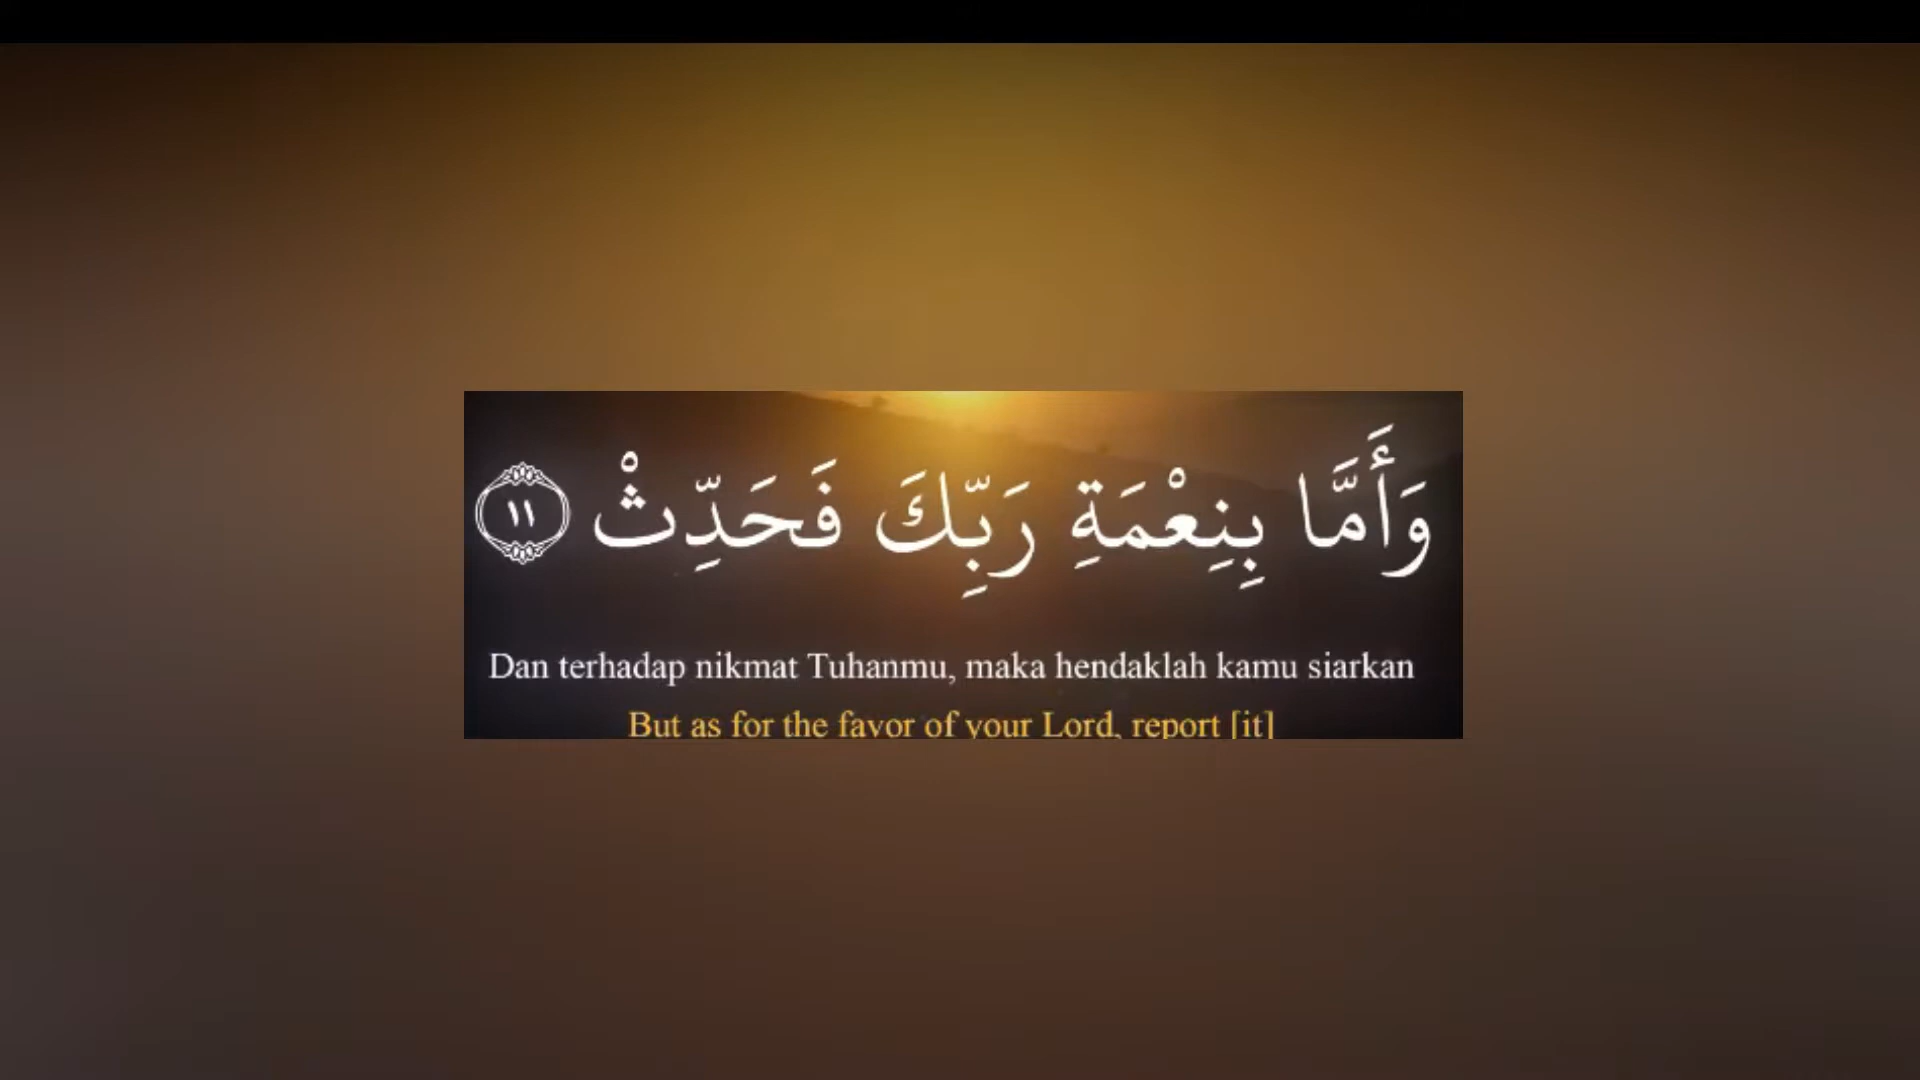 وَأَمَّا بِنِعْمَةِ رَبِّكَ فَحَدِّثْ ١١
Dan terhadap nikmat Tuhanmu, maka hendaklah kamu siarkan
But as for the favor of your Lord, report [it]